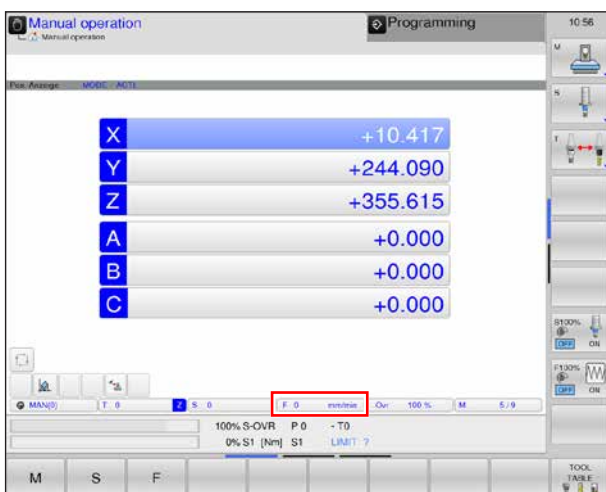 Manual operation
Programming
10:56
Manual operation
M
Pos. Anzeige MODE: ACTL
S
T
X +10.417
Y +244.090
Z +355.615
A +0.000
B +0.000
C +0.000
S100%
OFF ON
F100%
OFF ON
MAN(0) T 0 Z S 0 F 0 mm/min Ovr 100 % M 5/9
100% S-OVR P0 -T0
0% S1 [Nm] S1 LIMIT ?
M S F TOOL
TABLE